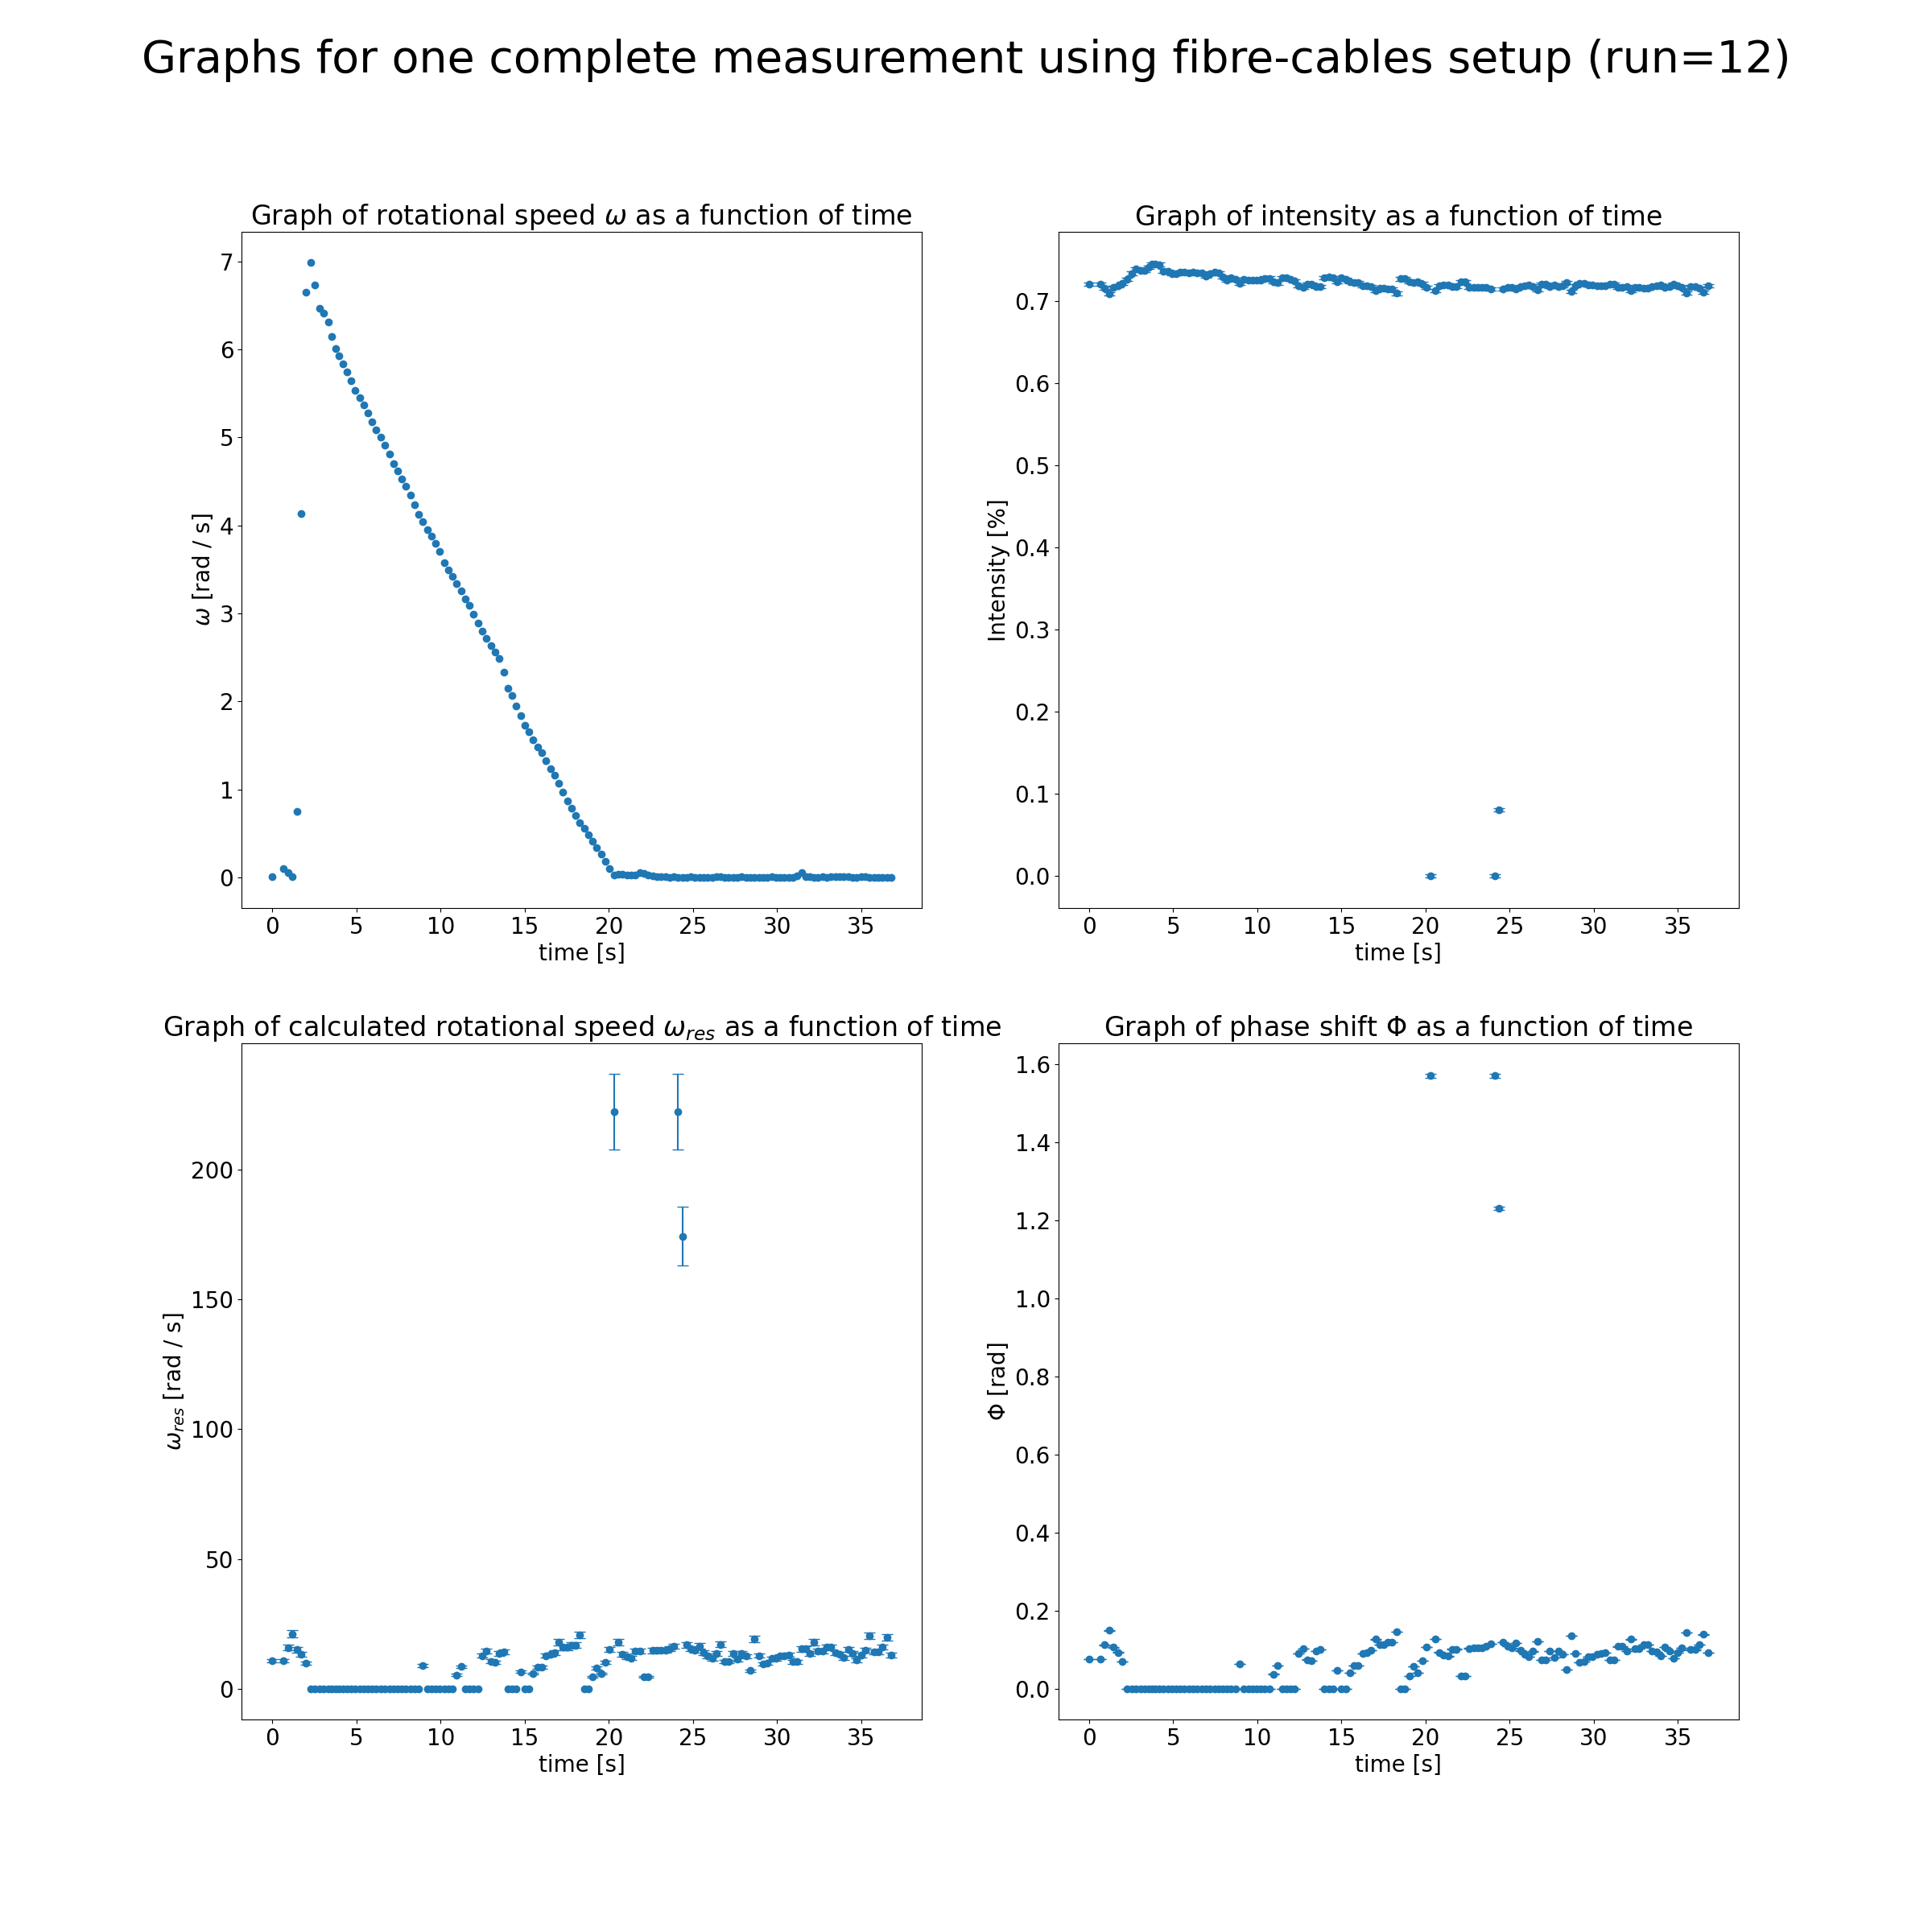 Graphs for one complete measurement using fibre-cables setup (run=12)
Graph of rotational speed ω as a function of time
7
6
5
4
3
2
1
0
ω [rad / s]
0 5 10 15 20 25 30 35
time [s]
Graph of intensity as a function of time
0.7
0.6
0.5
0.4
0.3
0.2
0.1
0.0
Intensity [%]
0 5 10 15 20 25 30 35
time [s]
Graph of calculated rotational speed ω_res as a function of time
200
150
100
50
0
ω_res [rad / s]
0 5 10 15 20 25 30 35
time [s]
Graph of phase shift Φ as a function of time
1.6
1.4
1.2
1.0
0.8
0.6
0.4
0.2
0.0
Φ [rad]
0 5 10 15 20 25 30 35
time [s]